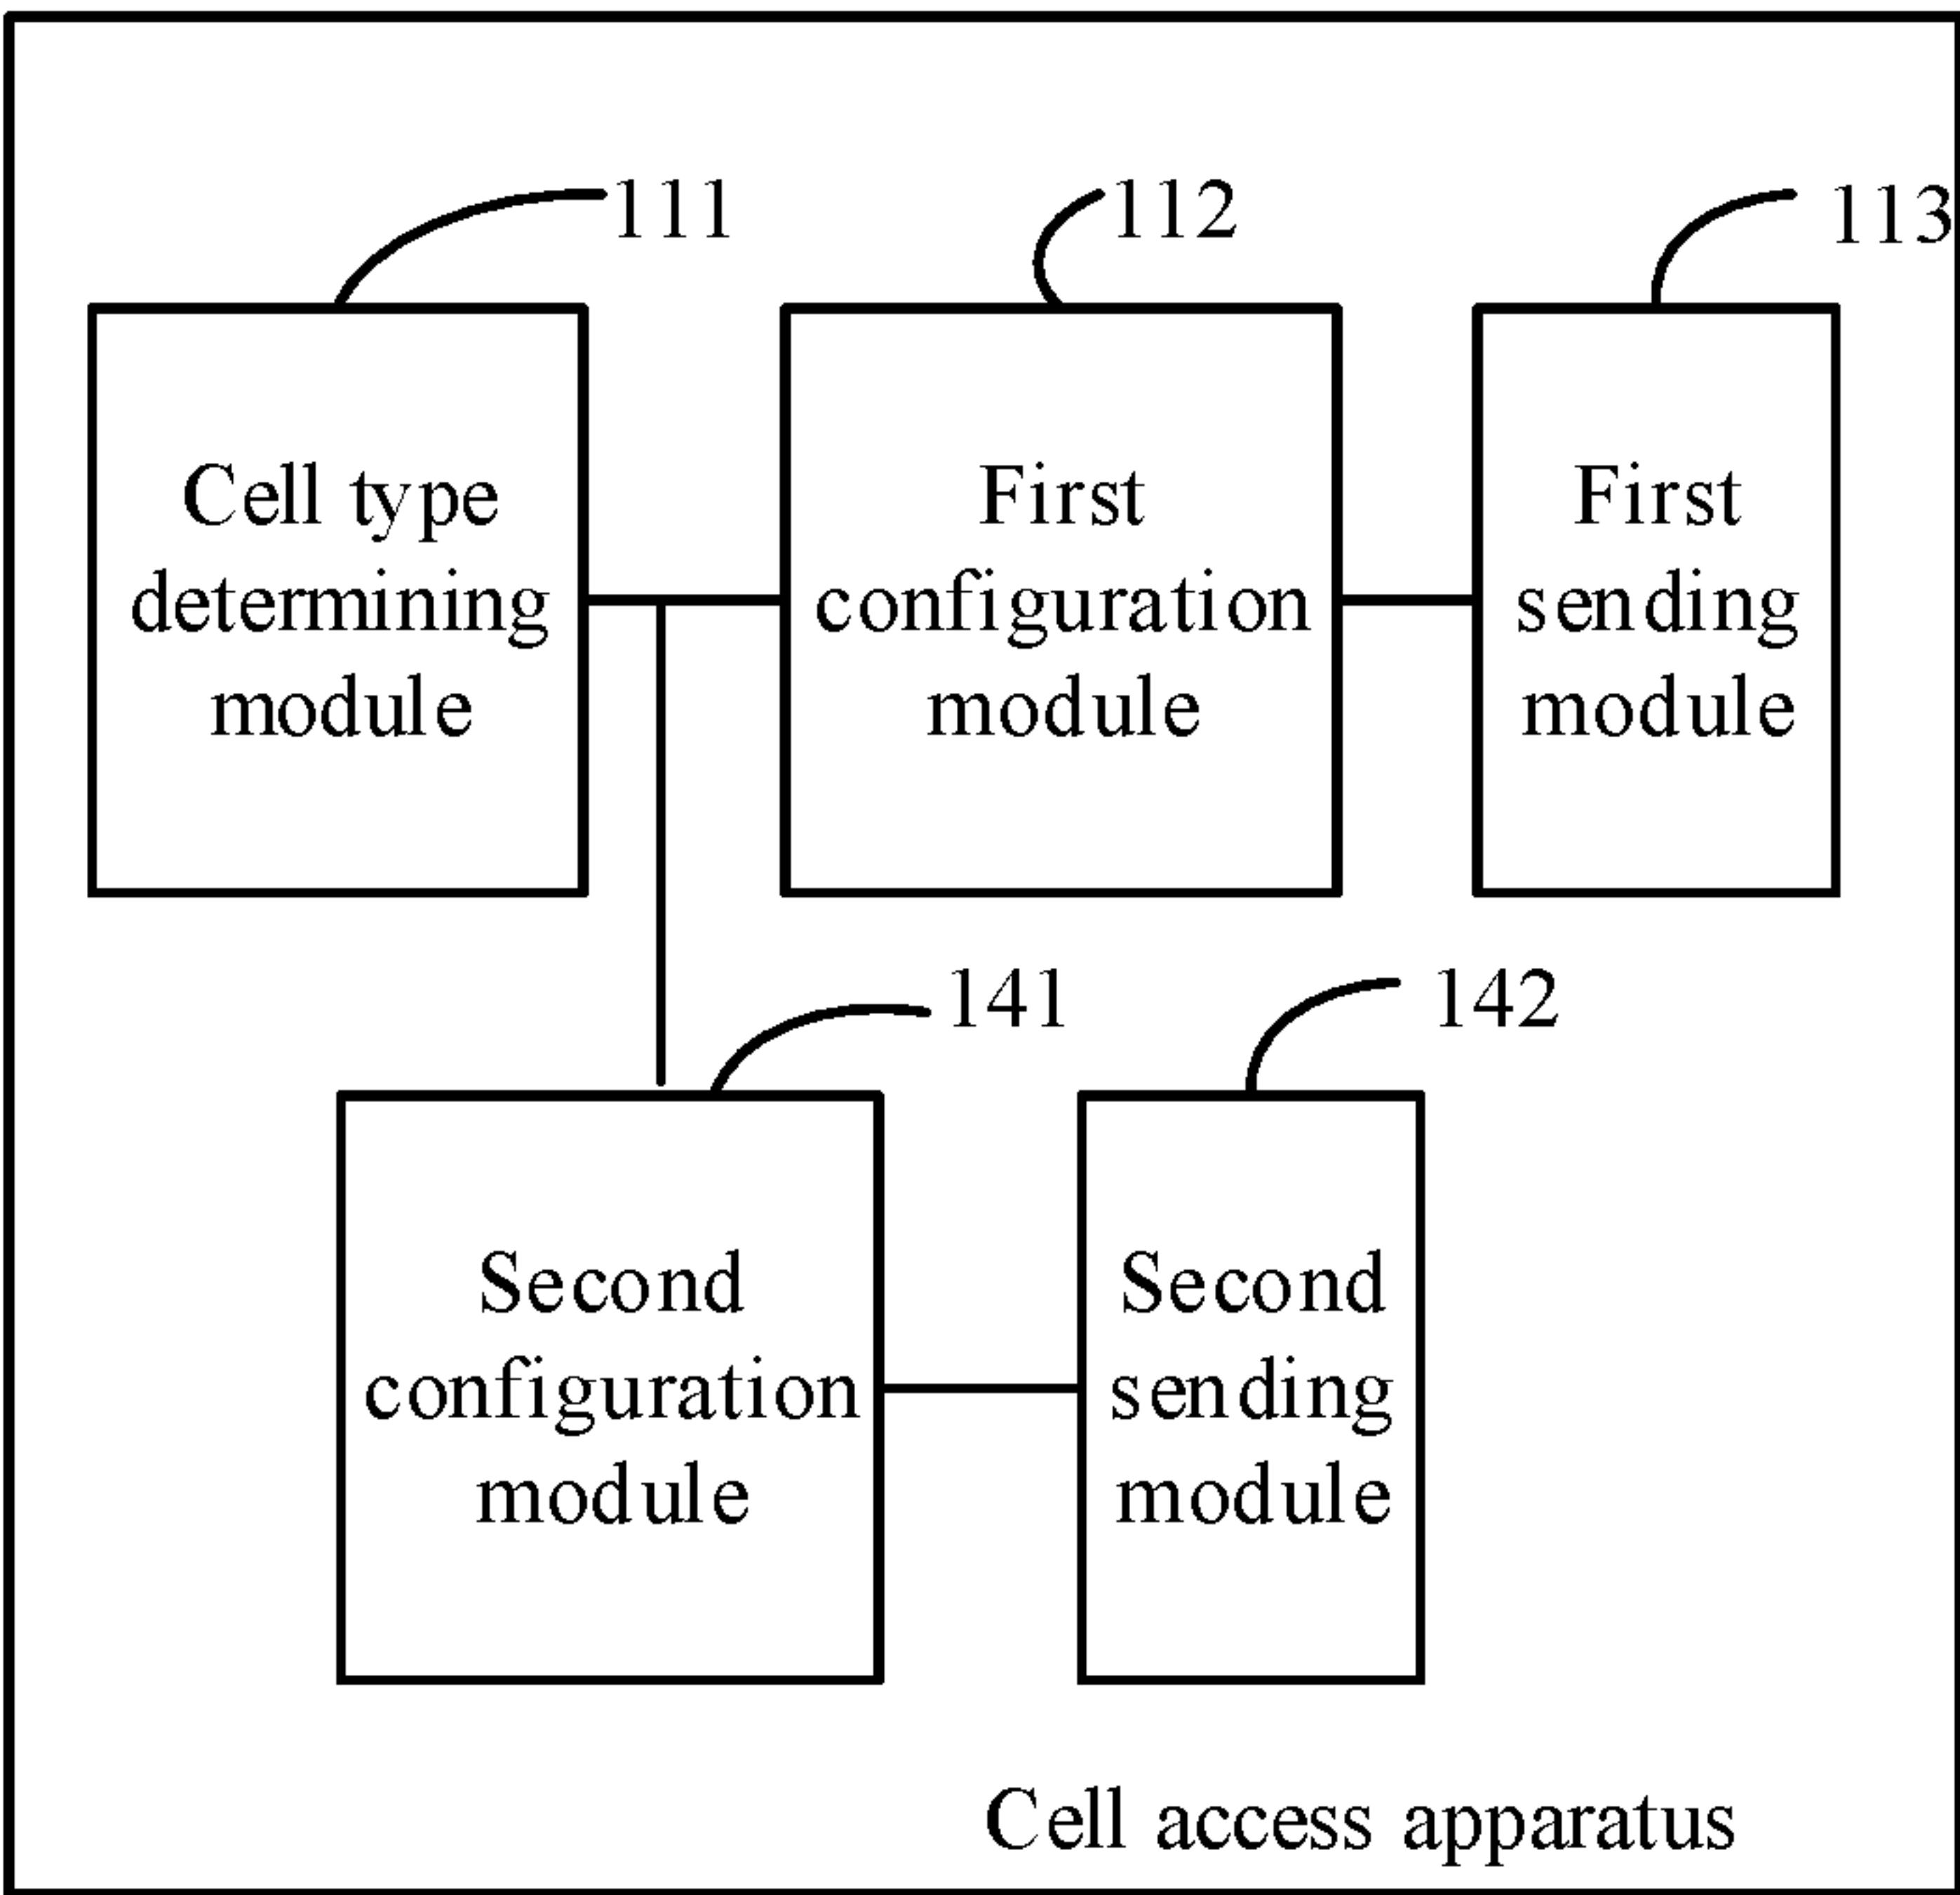 111
112
113
Cell type
determining
module
First
configuration
module
First
sending
module
141
142
Second
configuration
module
Second
sending
module
Cell access apparatus